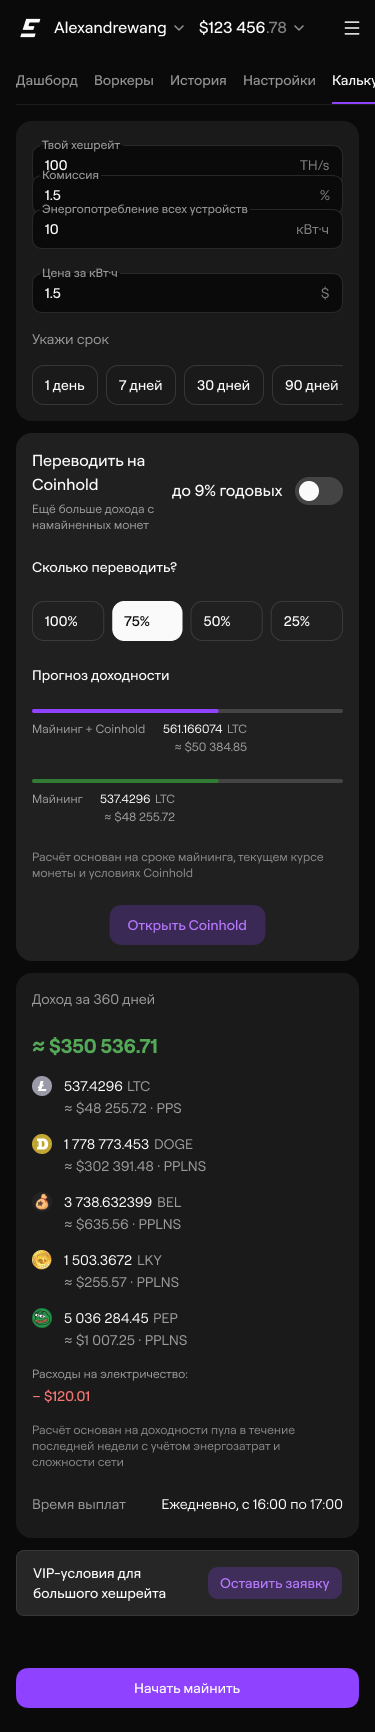 Alexandrewang $123 456.78
Дашборд Воркеры История Настройки Кальку
Твой хешрейт
100 TH/s
Комиссия
1.5 %
Энергопотребление всех устройств
10 кВт·ч
Цена за кВт·ч
1.5 $
Укажи срок
1 день 7 дней 30 дней 90 дней
Переводить на
Coinhold
до 9% годовых
Ещё больше дохода с
намайненных монет
Сколько переводить?
100% 75% 50% 25%
Прогноз доходности
Майнинг + Coinhold 561.166074 LTC
≈ $50 384.85
Майнинг 537.4296 LTC
≈ $48 255.72
Расчёт основан на сроке майнинга, текущем курсе
монеты и условиях Coinhold
Открыть Coinhold
Доход за 360 дней
≈ $350 536.71
537.4296 LTC
≈ $48 255.72 · PPS
1 778 773.453 DOGE
≈ $302 391.48 · PPLNS
3 738.632399 BEL
≈ $635.56 · PPLNS
1 503.3672 LKY
≈ $255.57 · PPLNS
5 036 284.45 PEP
≈ $1 007.25 · PPLNS
Расходы на электричество:
− $120.01
Расчёт основан на доходности пула в течение
последней недели с учётом энергозатрат и
сложности сети
Время выплат Ежедневно, с 16:00 по 17:00
VIP-условия для
большого хешрейта
Оставить заявку
Начать майнить